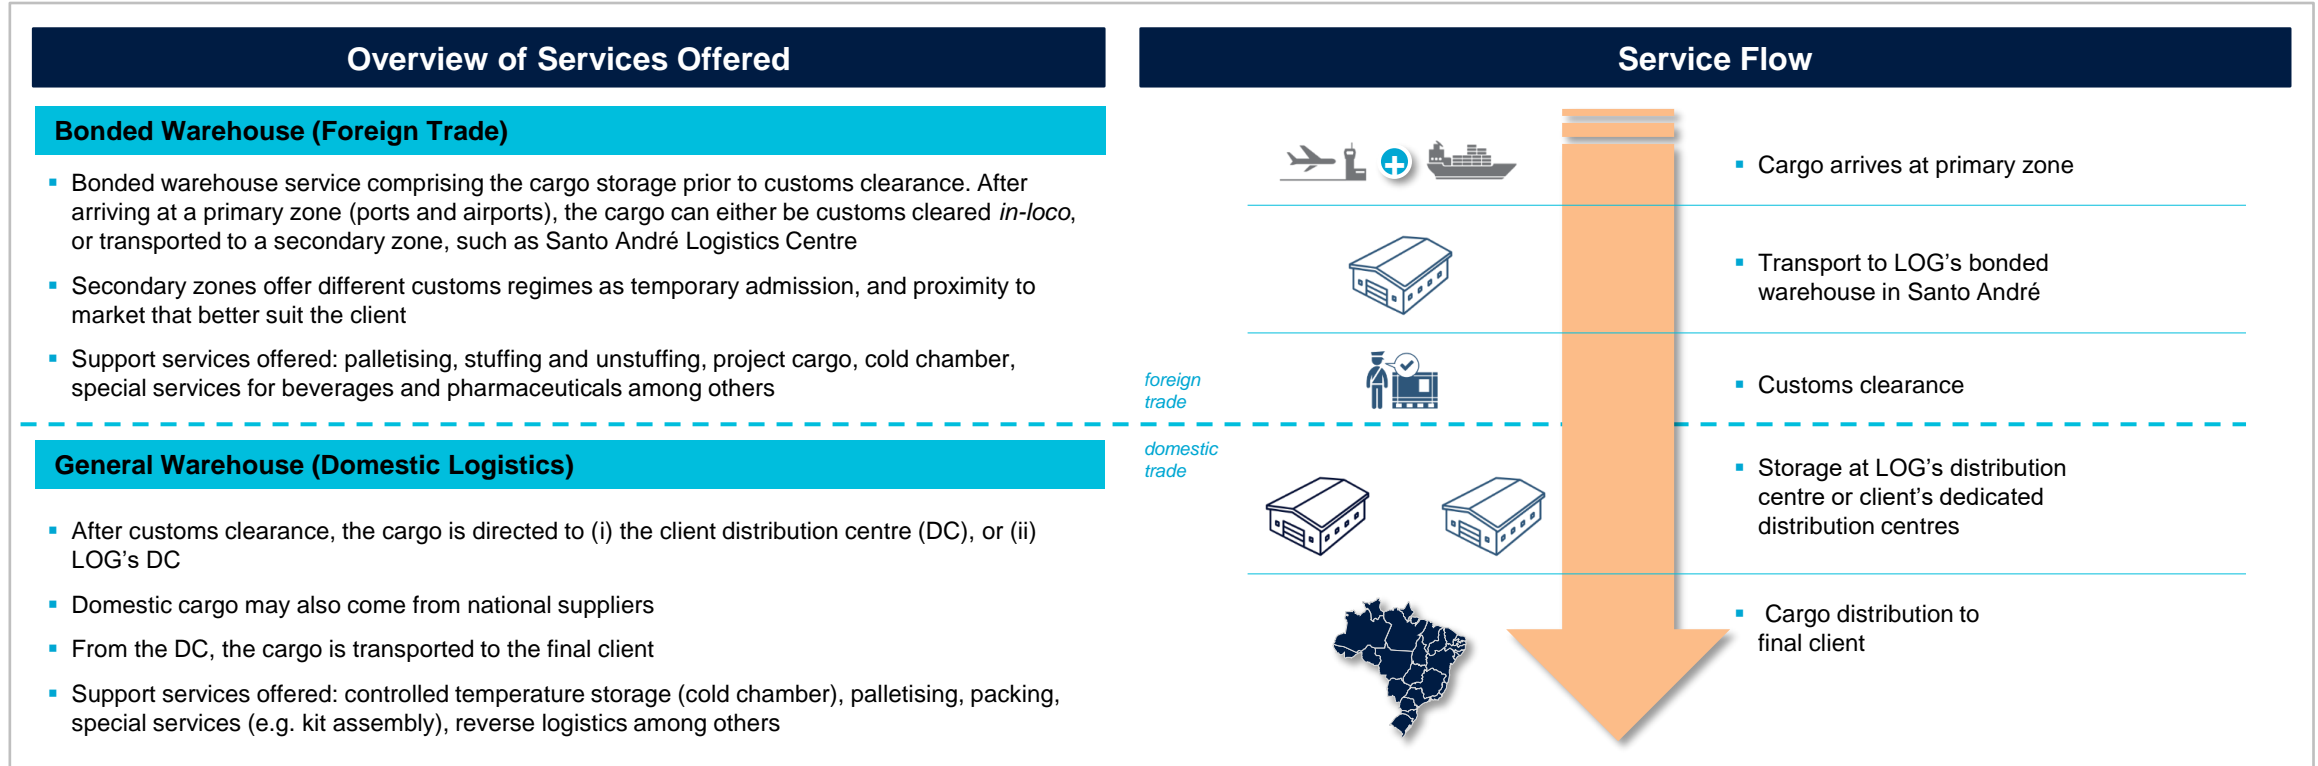 Overview of Services Offered
Bonded Warehouse (Foreign Trade)
▪ Bonded warehouse service comprising the cargo storage prior to customs clearance. After
arriving at a primary zone (ports and airports), the cargo can either be customs cleared in-loco,
or transported to a secondary zone, such as Santo André Logistics Centre
▪ Secondary zones offer different customs regimes as temporary admission, and proximity to
market that better suit the client
▪ Support services offered: palletising, stuffing and unstuffing, project cargo, cold chamber,
special services for beverages and pharmaceuticals among others
General Warehouse (Domestic Logistics)
▪ After customs clearance, the cargo is directed to (i) the client distribution centre (DC), or (ii)
LOG’s DC
▪ Domestic cargo may also come from national suppliers
▪ From the DC, the cargo is transported to the final client
▪ Support services offered: controlled temperature storage (cold chamber), palletising, packing,
special services (e.g. kit assembly), reverse logistics among others
Service Flow
▪ Cargo arrives at primary zone
▪ Transport to LOG’s bonded
warehouse in Santo André
foreign
trade
▪ Customs clearance
domestic
trade
▪ Storage at LOG’s distribution
centre or client’s dedicated
distribution centres
▪ Cargo distribution to
final client